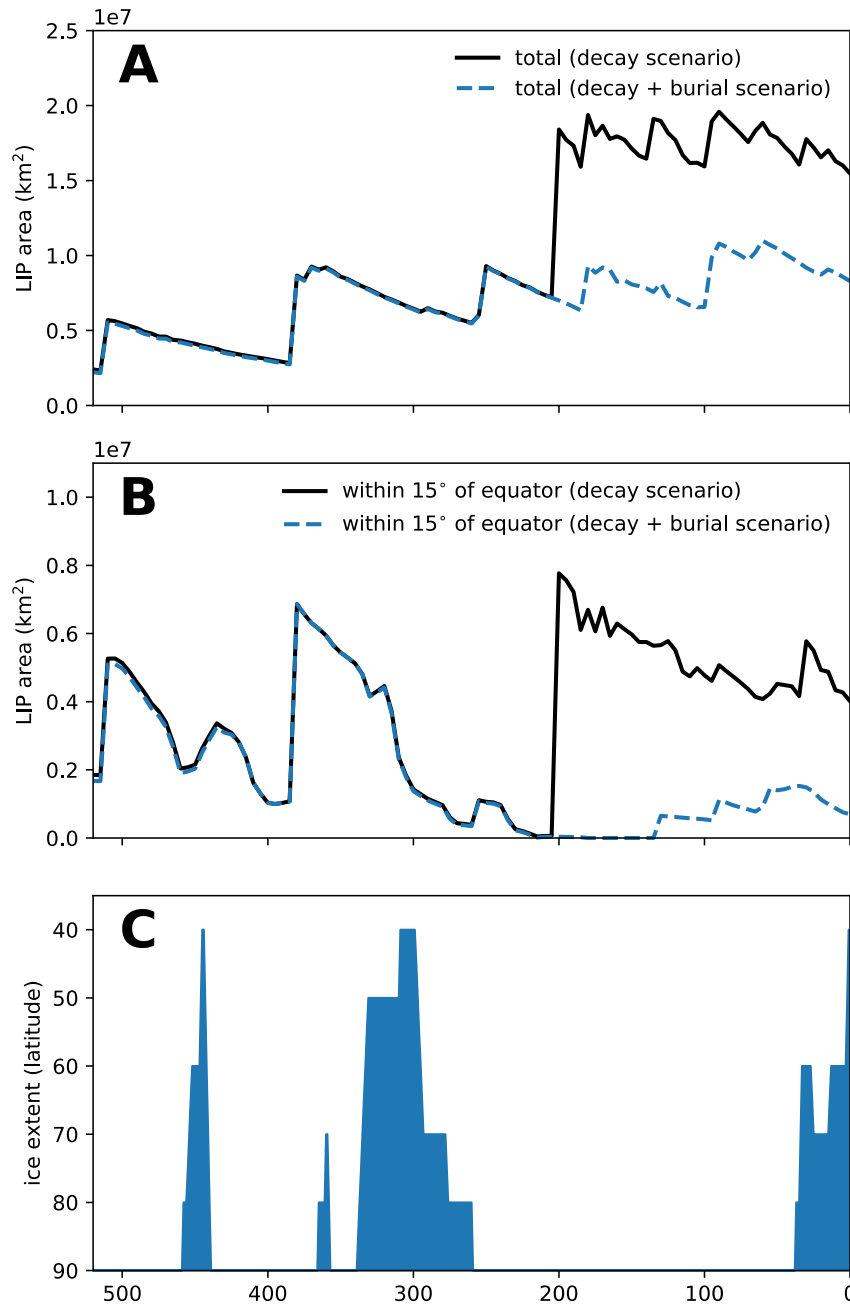 1e7
A
2.5
2.0
1.5
1.0
0.5
0.0
LIP area (km²)
total (decay scenario)
total (decay + burial scenario)
1e7
B
1.0
0.8
0.6
0.4
0.2
0.0
LIP area (km²)
within 15° of equator (decay scenario)
within 15° of equator (decay + burial scenario)
C
40
50
60
70
80
90
ice extent (latitude)
500 400 300 200 100 0